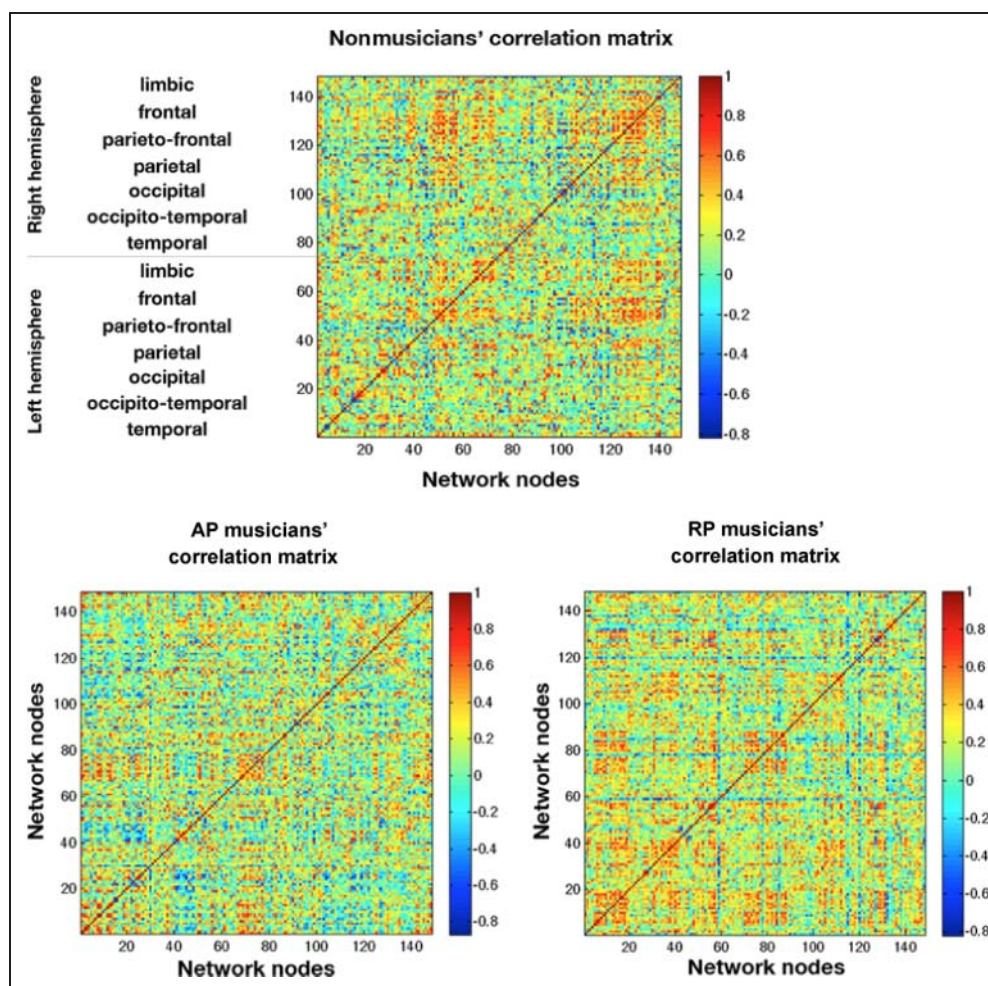 Nonmusicians' correlation matrix
Right hemisphere
limbic
frontal
parieto-frontal
parietal
occipital
occipito-temporal
temporal
Left hemisphere
limbic
frontal
parieto-frontal
parietal
occipital
occipito-temporal
temporal
140
120
100
80
60
40
20
20 40 60 80 100 120 140
Network nodes
1
0.8
0.6
0.4
0.2
0
-0.2
-0.4
-0.6
-0.8
AP musicians'
correlation matrix
Network nodes
140
120
100
80
60
40
20
20 40 60 80 100 120 140
Network nodes
1
0.8
0.6
0.4
0.2
0
-0.2
-0.4
-0.6
-0.8
RP musicians'
correlation matrix
Network nodes
140
120
100
80
60
40
20
20 40 60 80 100 120 140
Network nodes
1
0.8
0.6
0.4
0.2
0
-0.2
-0.4
-0.6
-0.8